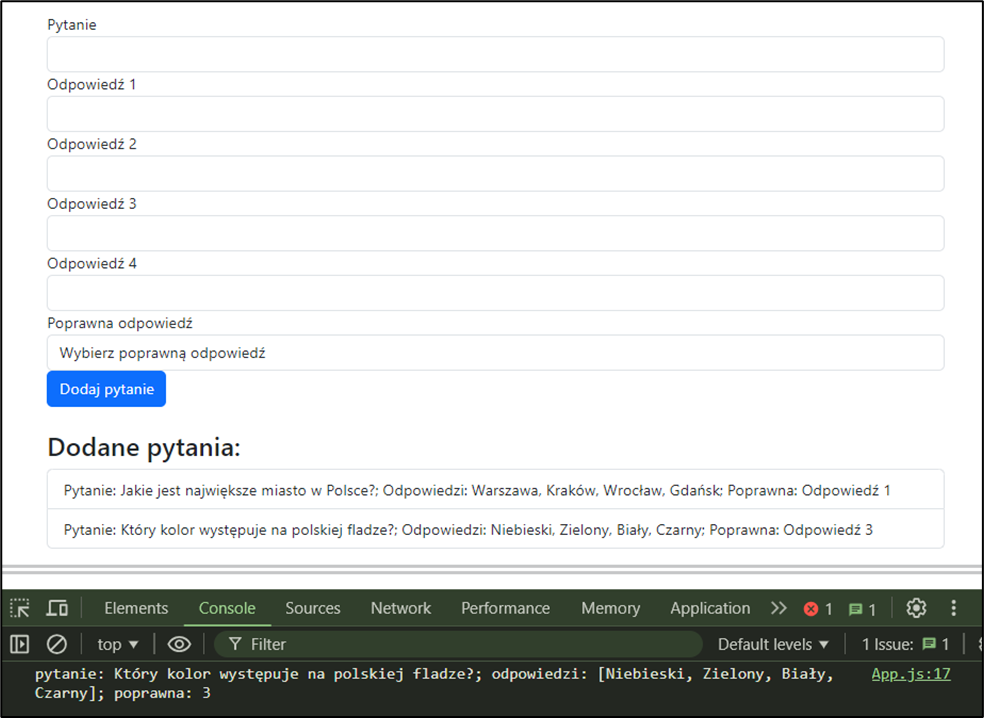 Pytanie
Odpowiedź 1
Odpowiedź 2
Odpowiedź 3
Odpowiedź 4
Poprawna odpowiedź
Wybierz poprawną odpowiedź
Dodaj pytanie
Dodane pytania:
Pytanie: Jakie jest największe miasto w Polsce?; Odpowiedzi: Warszawa, Kraków, Wrocław, Gdańsk; Poprawna: Odpowiedź 1
Pytanie: Który kolor występuje na polskiej fladze?; Odpowiedzi: Niebieski, Zielony, Biały, Czarny; Poprawna: Odpowiedź 3
Elements Console Sources Network Performance Memory Application 1 1
top Filter Default levels 1 Issue: 1
pytanie: Który kolor występuje na polskiej fladze?; odpowiedzi: [Niebieski, Zielony, Biały, App.js:17
Czarny]; poprawna: 3